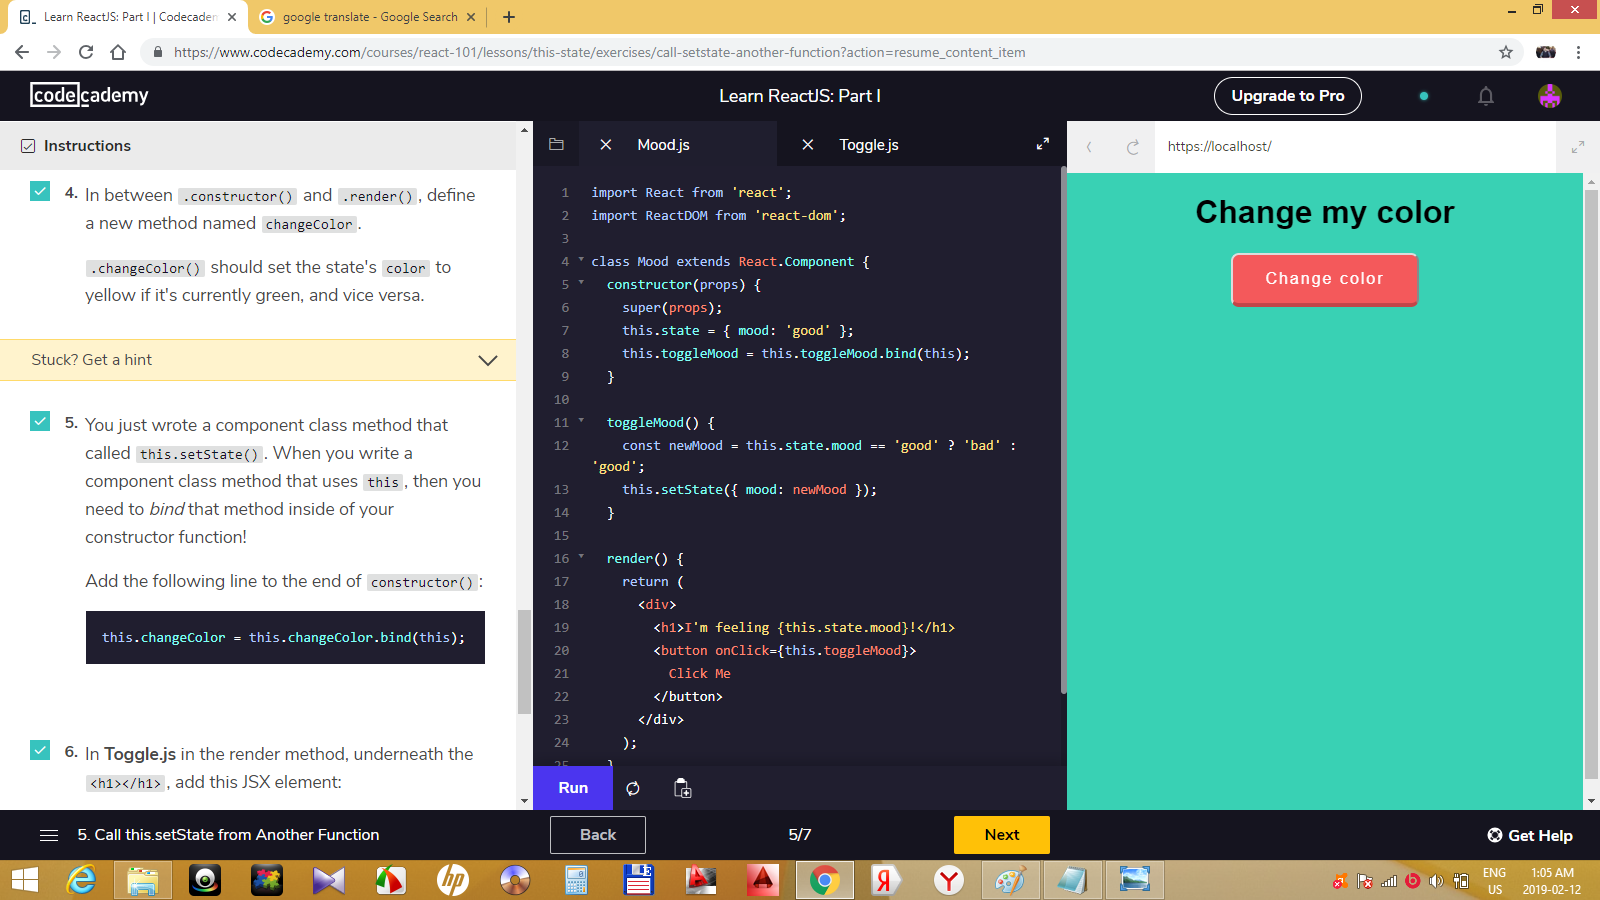 Learn ReactJS: Part I | Codecadem
google translate - Google Search
https://www.codecademy.com/courses/react-101/lessons/this-state/exercises/call-setstate-another-function?action=resume_content_item
codecademy
Learn ReactJS: Part I
Upgrade to Pro
Instructions
4. In between .constructor() and .render(), define
a new method named changeColor.
.changeColor() should set the state's color to
yellow if it's currently green, and vice versa.
Stuck? Get a hint
5. You just wrote a component class method that
called this.setState(). When you write a
component class method that uses this, then you
need to bind that method inside of your
constructor function!
Add the following line to the end of constructor():
this.changeColor = this.changeColor.bind(this);
6. In Toggle.js in the render method, underneath the
<h1></h1>, add this JSX element:
Mood.js
Toggle.js
1 import React from 'react';
2 import ReactDOM from 'react-dom';
3
4 class Mood extends React.Component {
5 constructor(props) {
6 super(props);
7 this.state = { mood: 'good' };
8 this.toggleMood = this.toggleMood.bind(this);
9 }
10
11 toggleMood() {
12 const newMood = this.state.mood == 'good' ? 'bad' :
'good';
13 this.setState({ mood: newMood });
14 }
15
16 render() {
17 return (
18 <div>
19 <h1>I'm feeling {this.state.mood}!</h1>
20 <button onClick={this.toggleMood}>
21 Click Me
22 </button>
23 </div>
24 );
25 }
Run
https://localhost/
Change my color
Change color
5. Call this.setState from Another Function
Back
5/7
Next
Get Help
ENG
US
1:05 AM
2019-02-12